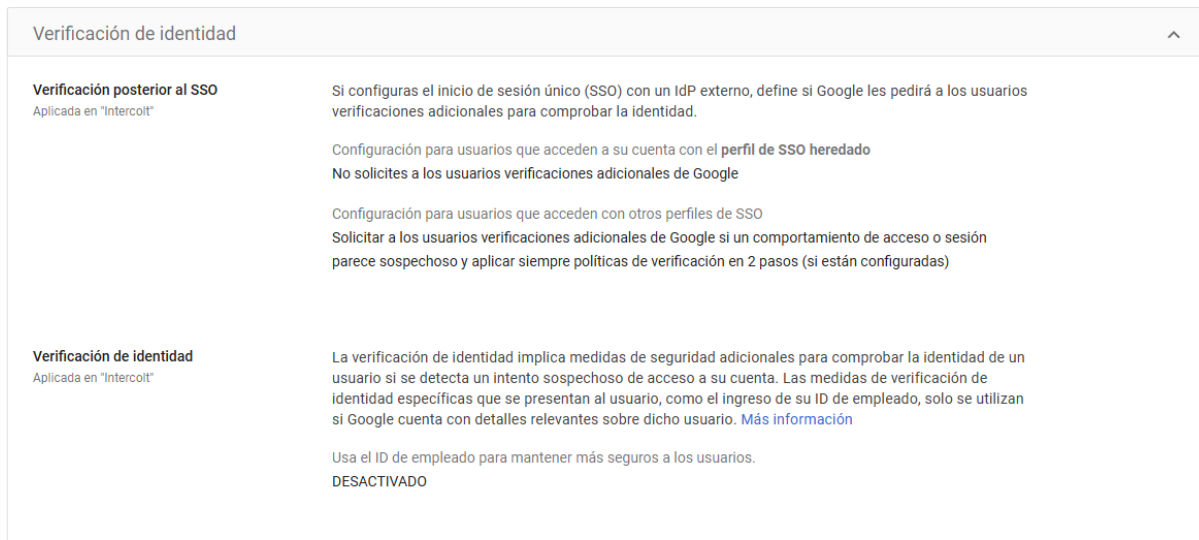 Verificación de identidad
Verificación posterior al SSO
Aplicada en "Intercolt"
Si configuras el inicio de sesión único (SSO) con un IdP externo, define si Google les pedirá a los usuarios
verificaciones adicionales para comprobar la identidad.
Configuración para usuarios que acceden a su cuenta con el perfil de SSO heredado
No solicites a los usuarios verificaciones adicionales de Google
Configuración para usuarios que acceden con otros perfiles de SSO
Solicitar a los usuarios verificaciones adicionales de Google si un comportamiento de acceso o sesión
parece sospechoso y aplicar siempre políticas de verificación en 2 pasos (si están configuradas)
Verificación de identidad
Aplicada en "Intercolt"
La verificación de identidad implica medidas de seguridad adicionales para comprobar la identidad de un
usuario si se detecta un intento sospechoso de acceso a su cuenta. Las medidas de verificación de
identidad específicas que se presentan al usuario, como el ingreso de su ID de empleado, solo se utilizan
si Google cuenta con detalles relevantes sobre dicho usuario. Más información
Usa el ID de empleado para mantener más seguros a los usuarios.
DESACTIVADO